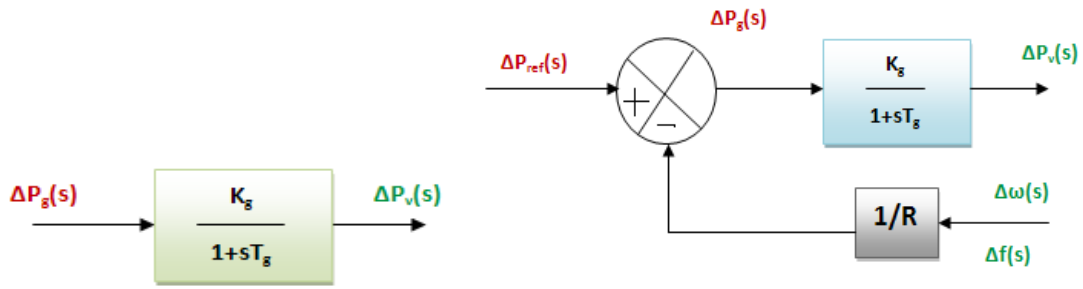 ΔPg(s)
Kg
1+sTg
ΔPv(s)
ΔPref(s)
+
¬
ΔPg(s)
Kg
1+sTg
ΔPv(s)
1/R
Δω(s)
Δf(s)